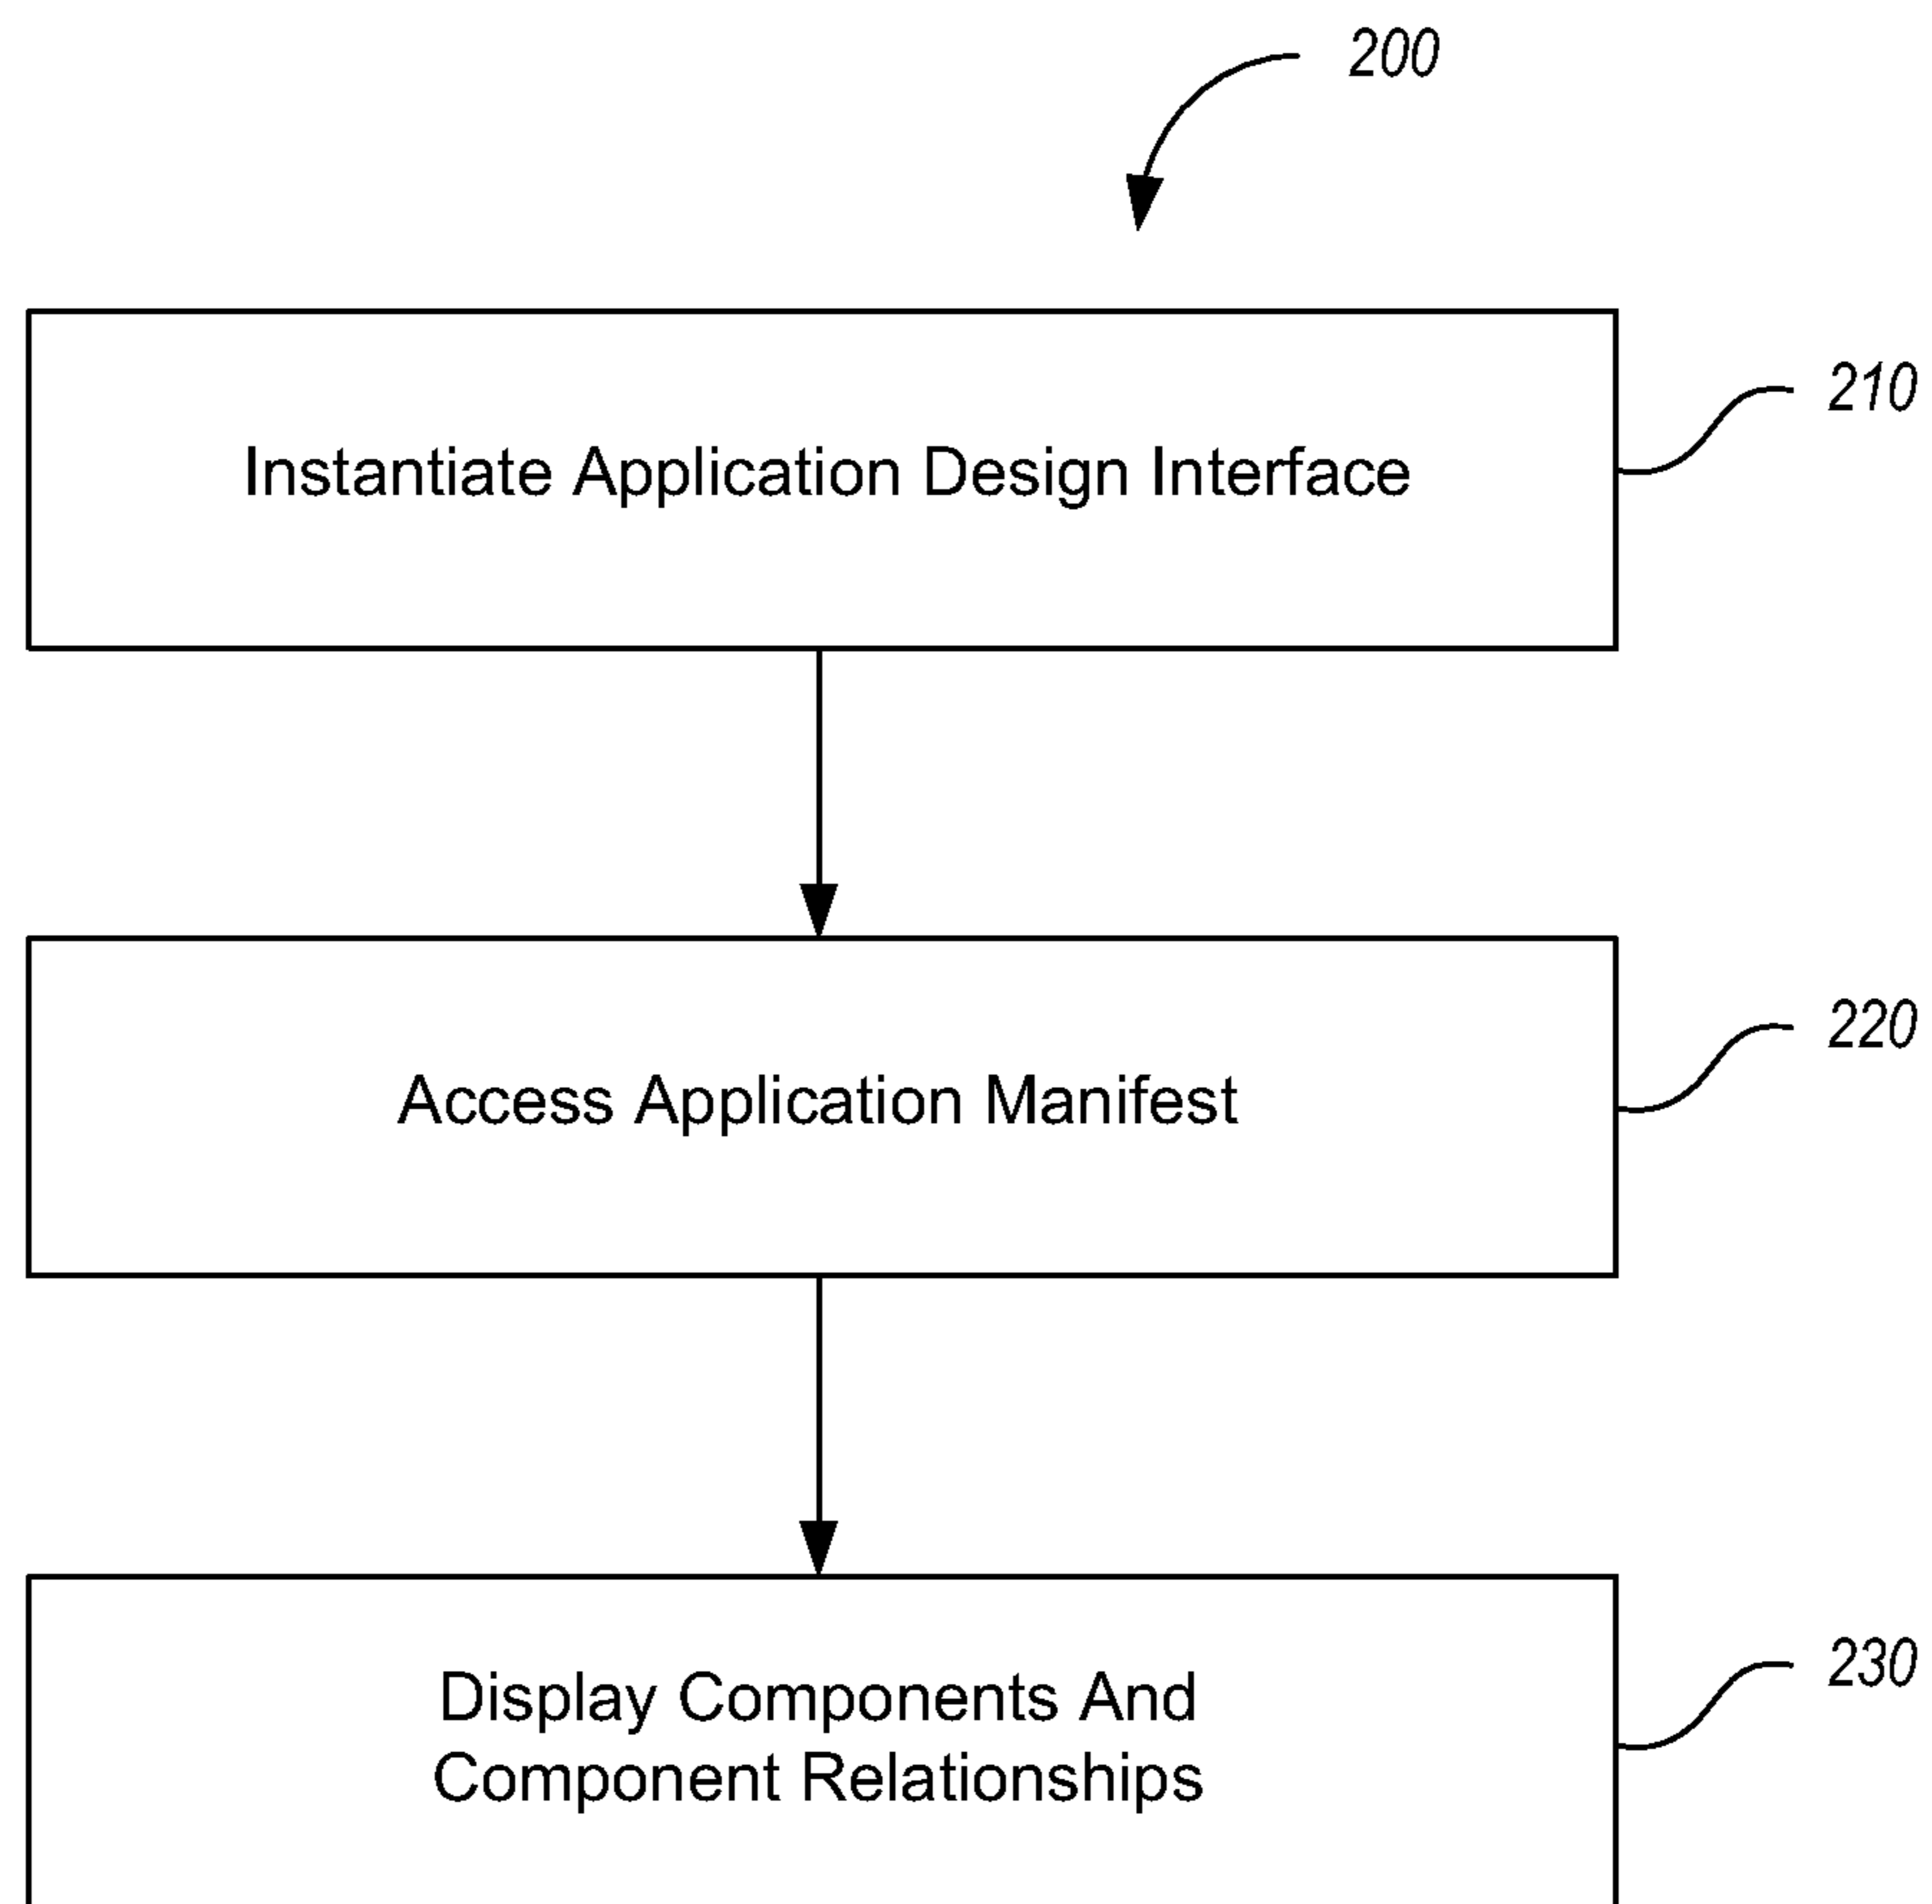 200
Instantiate Application Design Interface
210
Access Application Manifest
220
Display Components And
Component Relationships
230